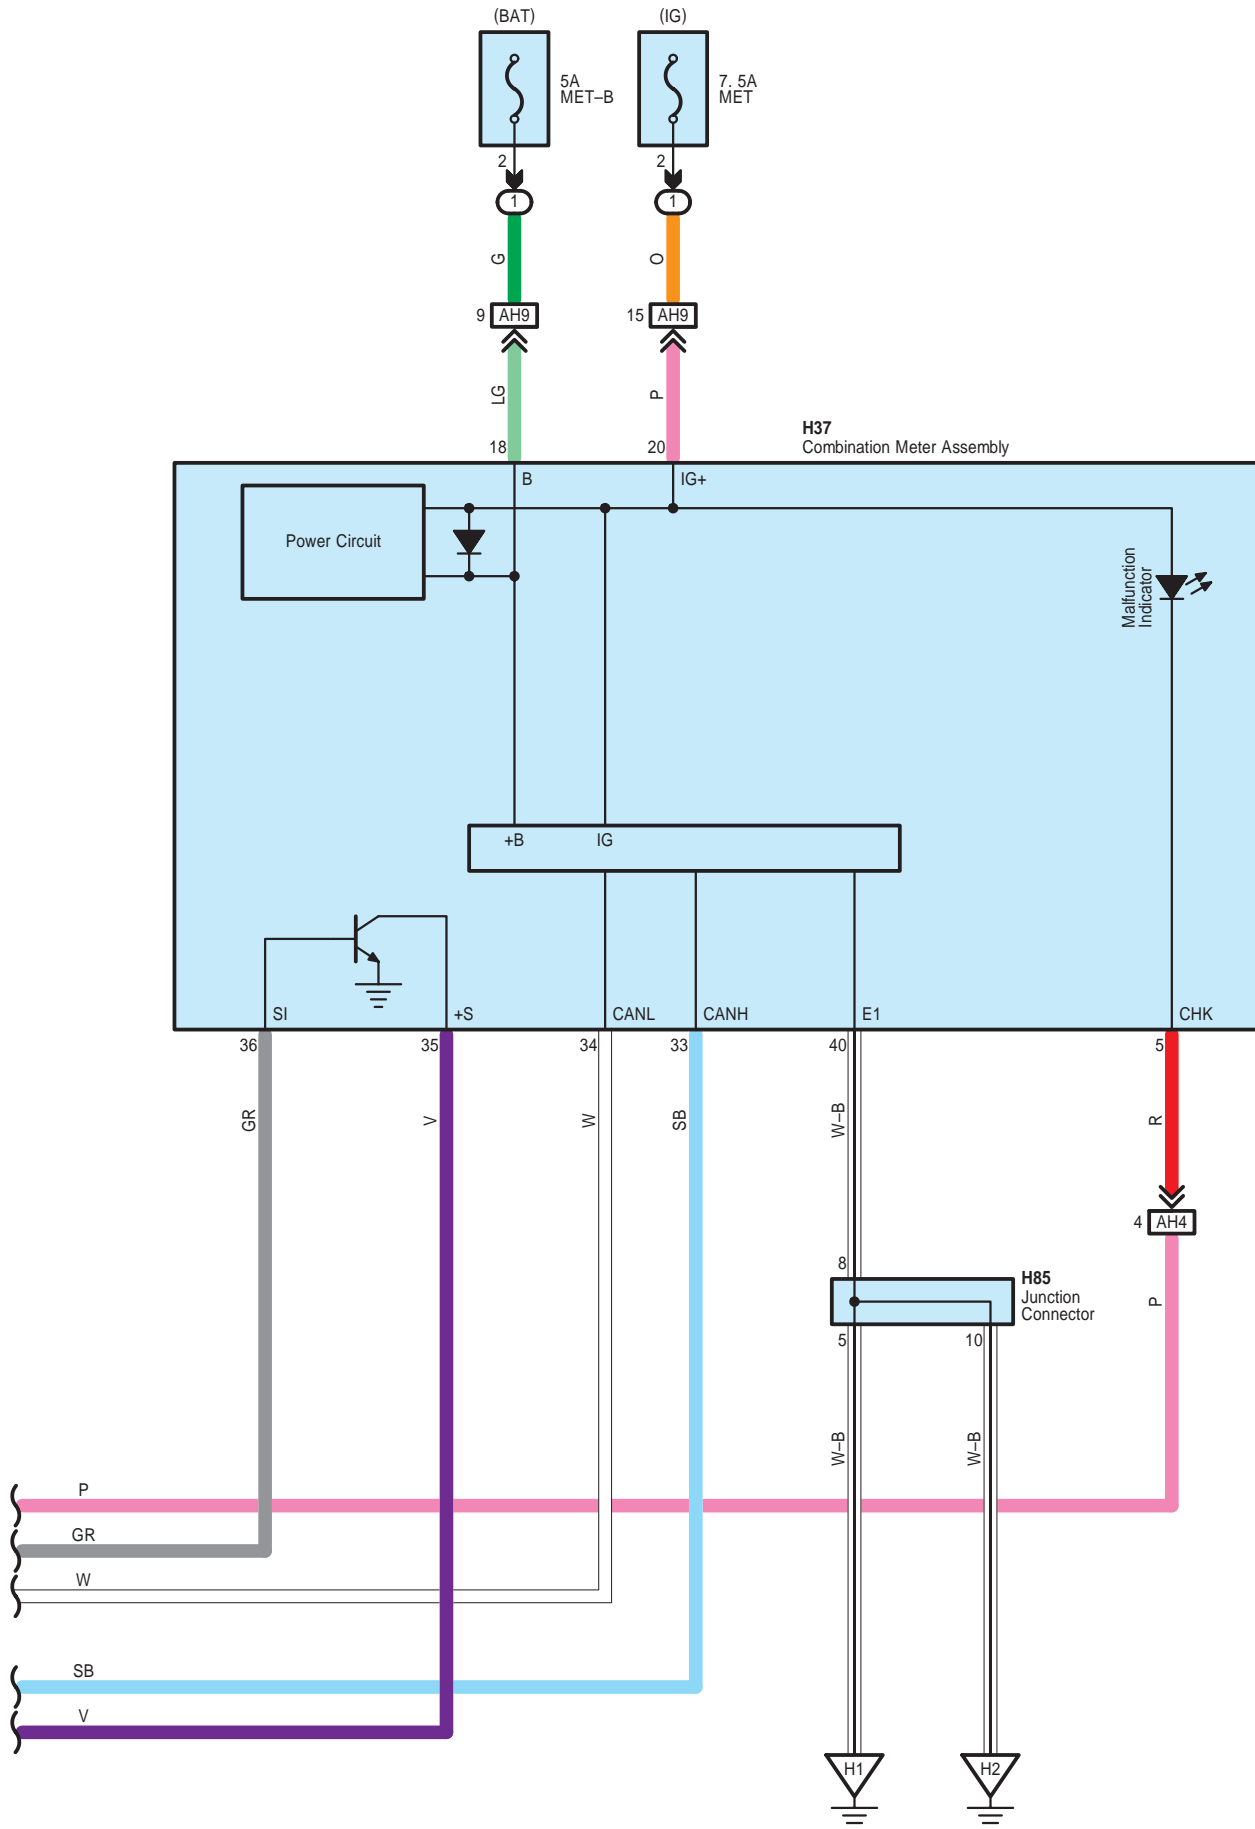 (BAT)
(IG)
5A
MET–B
7. 5A
MET
2
2
1
1
G
O
9
AH9
15
AH9
LG
P
18
20
H37
Combination Meter Assembly
B
IG+
Power Circuit
Malfunction
Indicator
+B
IG
SI
+S
CANL
CANH
E1
CHK
36
35
34
33
40
5
GR
V
W
SB
W–B
R
4
AH4
8
H85
Junction
Connector
5
10
P
W–B
W–B
P
GR
W
SB
V
H1
H2